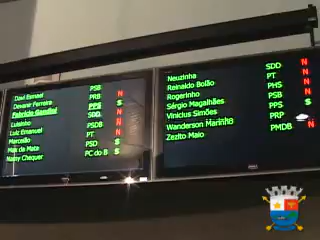 Davi Esmael PSB N
Devanir Ferreira PRB S
Fabrício Gandini PPS
Luisinho SDD N
Luiz Emanuel PSDB N
Marcelão PT N
Max da Mata PSD S
Namy Chequer PC do B S
Neuzinha SDD N
Reinaldo Bolão PT N
Rogerinho PHS N
Sérgio Magalhães PSB N
Vinicius Simões PPS S
Wanderson Marinho PRP
Zezito Maio PMDB N